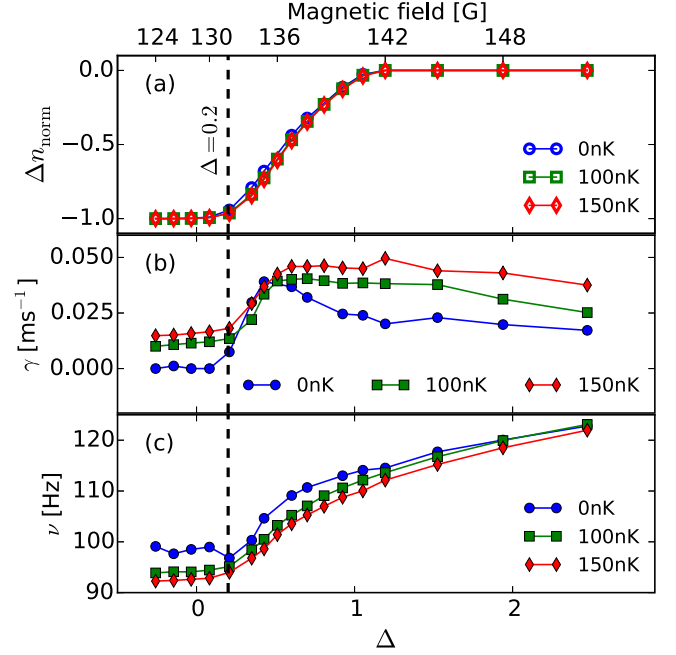 Magnetic field [G]
124 130 136 142 148
(a)
0.0
−0.5
−1.0
Δn_norm
Δ = 0.2
0nK
100nK
150nK
(b)
0.050
0.025
0.000
γ [ms⁻¹]
0nK 100nK 150nK
(c)
120
110
100
90
ν [Hz]
0nK
100nK
150nK
0 1 2
Δ